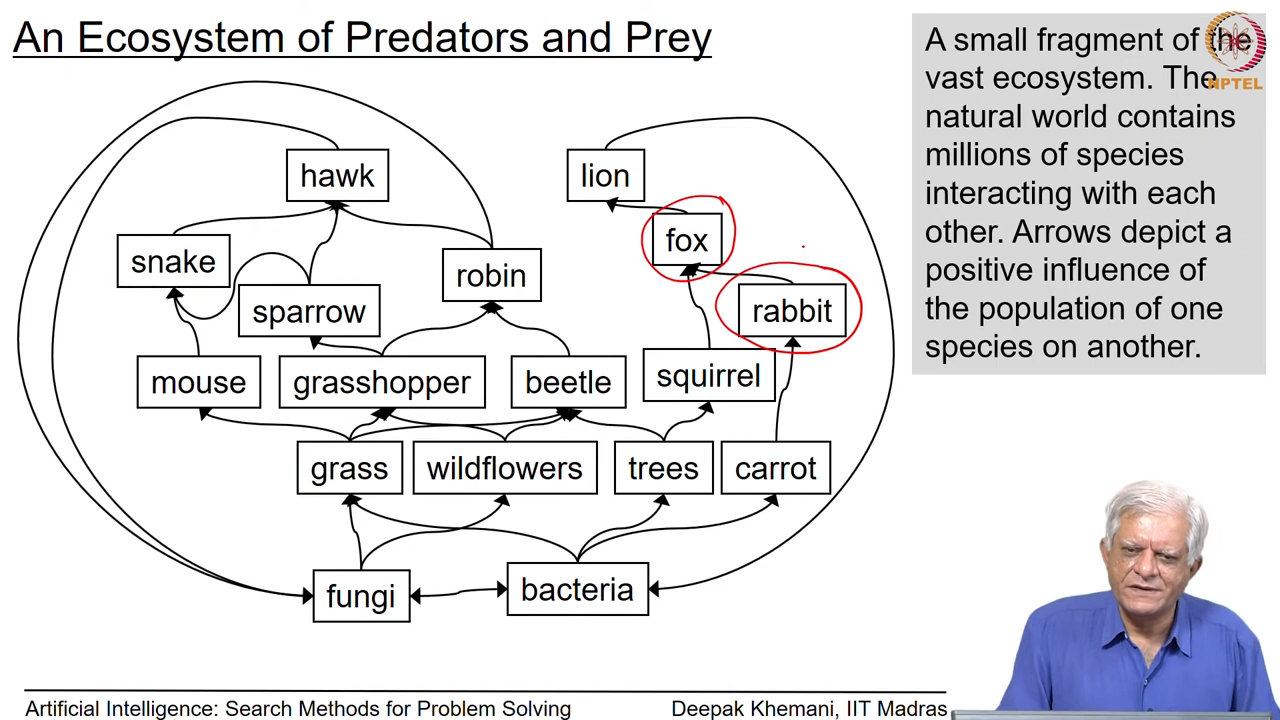 An Ecosystem of Predators and Prey
A small fragment of the
vast ecosystem. The
natural world contains
millions of species
interacting with each
other. Arrows depict a
positive influence of
the population of one
species on another.
NPTEL
hawk
lion
fox
snake
robin
sparrow
rabbit
mouse
grasshopper
beetle
squirrel
grass
wildflowers
trees
carrot
fungi
bacteria
Artificial Intelligence: Search Methods for Problem Solving
Deepak Khemani, IIT Madras